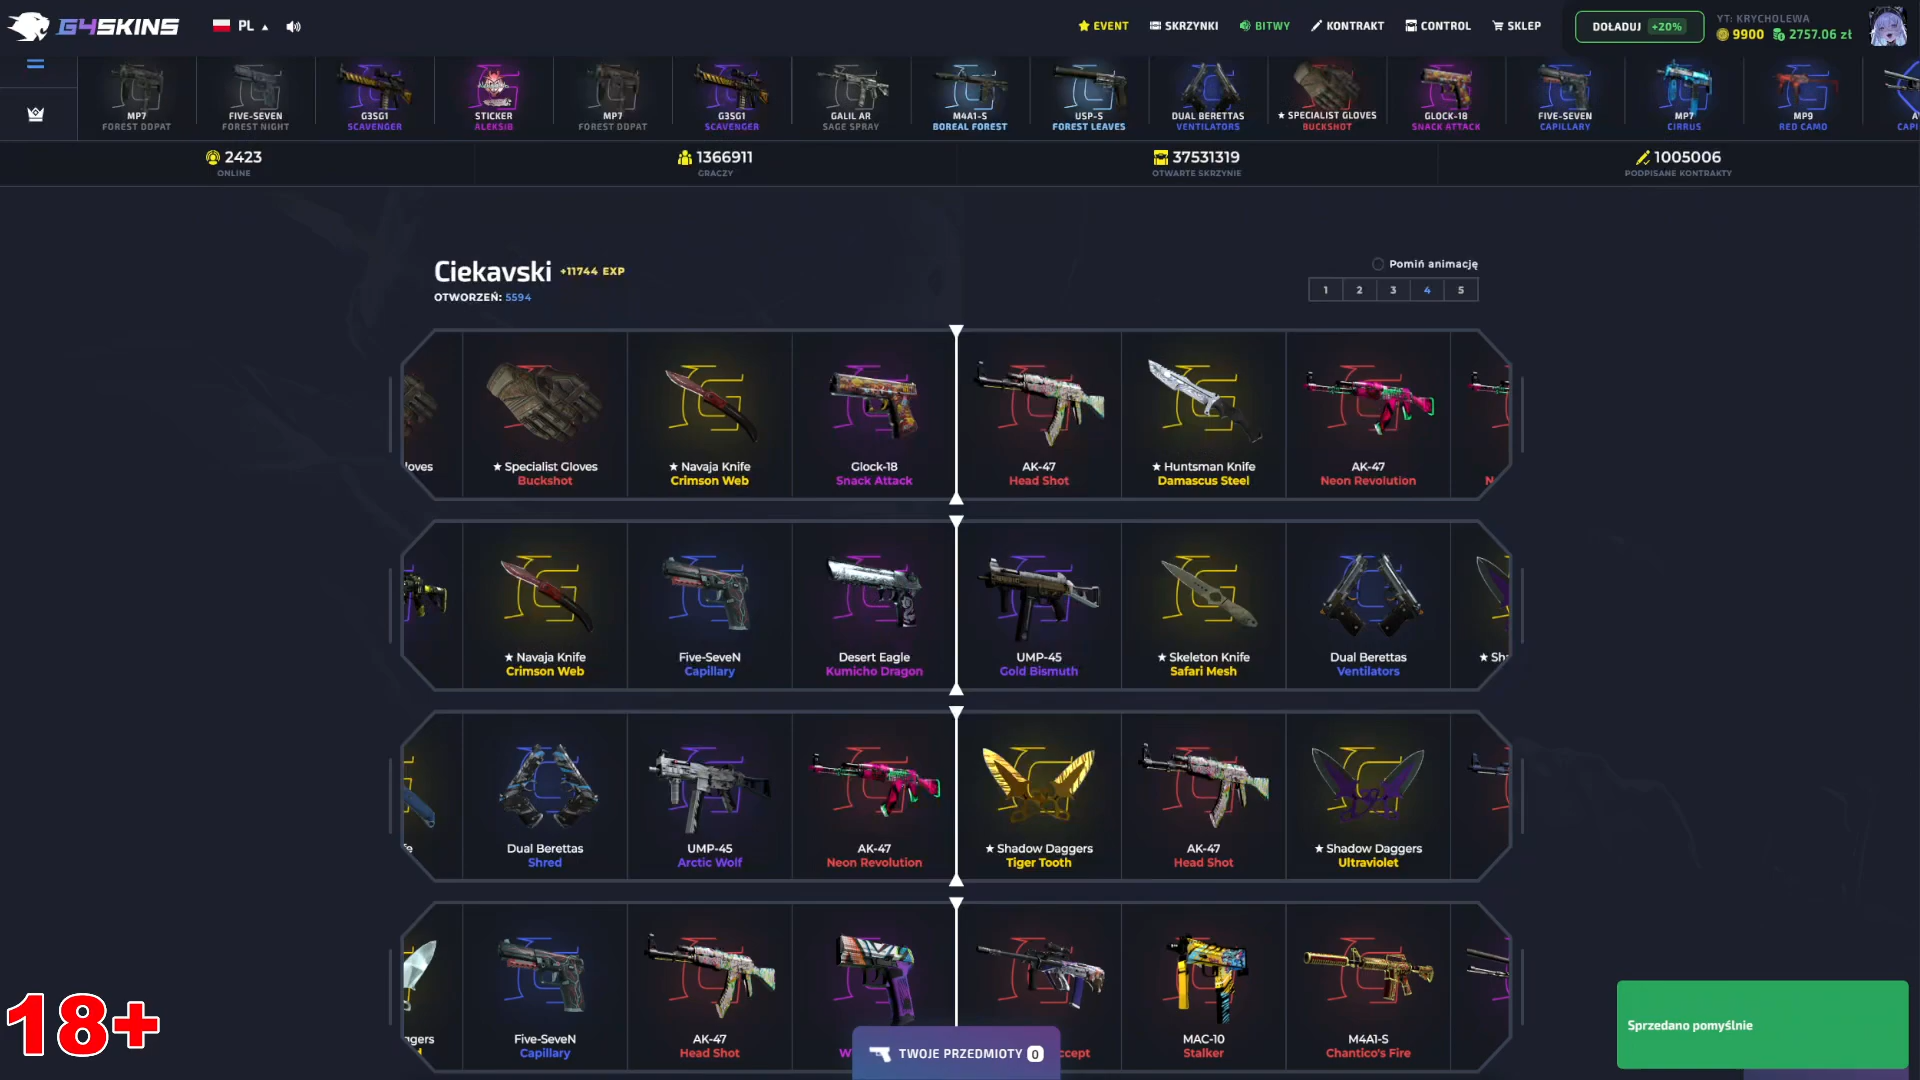 G4SKINS
PL
EVENT
SKRZYNKI
BITWY
KONTRAKT
CONTROL
SKLEP
DOŁADUJ +20%
YT: KRYCHOLEWA
9900 2757.06 zł
MP7
FOREST DDPAT
FIVE-SEVEN
FOREST NIGHT
G3SG1
SCAVENGER
STICKER
ALEKSIB
MP7
FOREST DDPAT
G3SG1
SCAVENGER
GALIL AR
SAGE SPRAY
M4A1-S
BOREAL FOREST
USP-S
FOREST LEAVES
DUAL BERETTAS
VENTILATORS
★ SPECIALIST GLOVES
BUCKSHOT
GLOCK-18
SNACK ATTACK
FIVE-SEVEN
CAPILLARY
MP7
CIRRUS
MP9
RED CAMO
A
CAPI
2423
ONLINE
1366911
GRACZY
37531319
OTWARTE SKRZYNIE
1005006
PODPISANE KONTRAKTY
Ciekavski +11744 EXP
OTWORZEŃ: 5594
Pomiń animację
1 2 3 4 5
loves
★ Specialist Gloves
Buckshot
★ Navaja Knife
Crimson Web
Glock-18
Snack Attack
AK-47
Head Shot
★ Huntsman Knife
Damascus Steel
AK-47
Neon Revolution
N
★ Navaja Knife
Crimson Web
Five-SeveN
Capillary
Desert Eagle
Kumicho Dragon
UMP-45
Gold Bismuth
★ Skeleton Knife
Safari Mesh
Dual Berettas
Ventilators
★ Sh
fe
Dual Berettas
Shred
UMP-45
Arctic Wolf
AK-47
Neon Revolution
★ Shadow Daggers
Tiger Tooth
AK-47
Head Shot
★ Shadow Daggers
Ultraviolet
ggers
Five-SeveN
Capillary
AK-47
Head Shot
W
ccept
MAC-10
Stalker
M4A1-S
Chantico's Fire
TWOJE PRZEDMIOTY 0
Sprzedano pomyślnie
18+